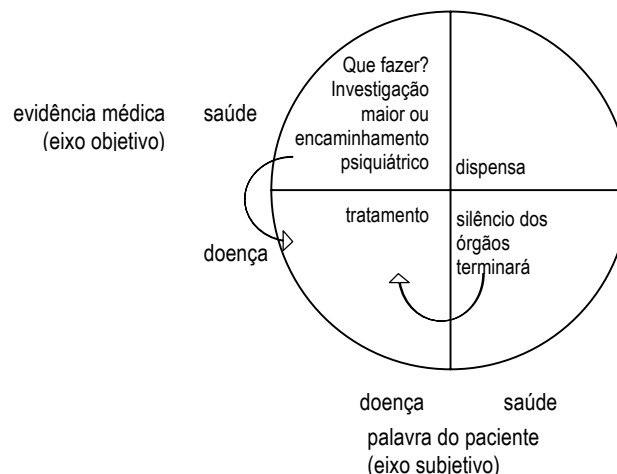 Que fazer?
Investigação
maior ou
encaminhamento
psiquiátrico
evidência médica
(eixo objetivo)
saúde
dispensa
tratamento
silêncio dos
órgãos
terminará
doença
doença saúde
palavra do paciente
(eixo subjetivo)